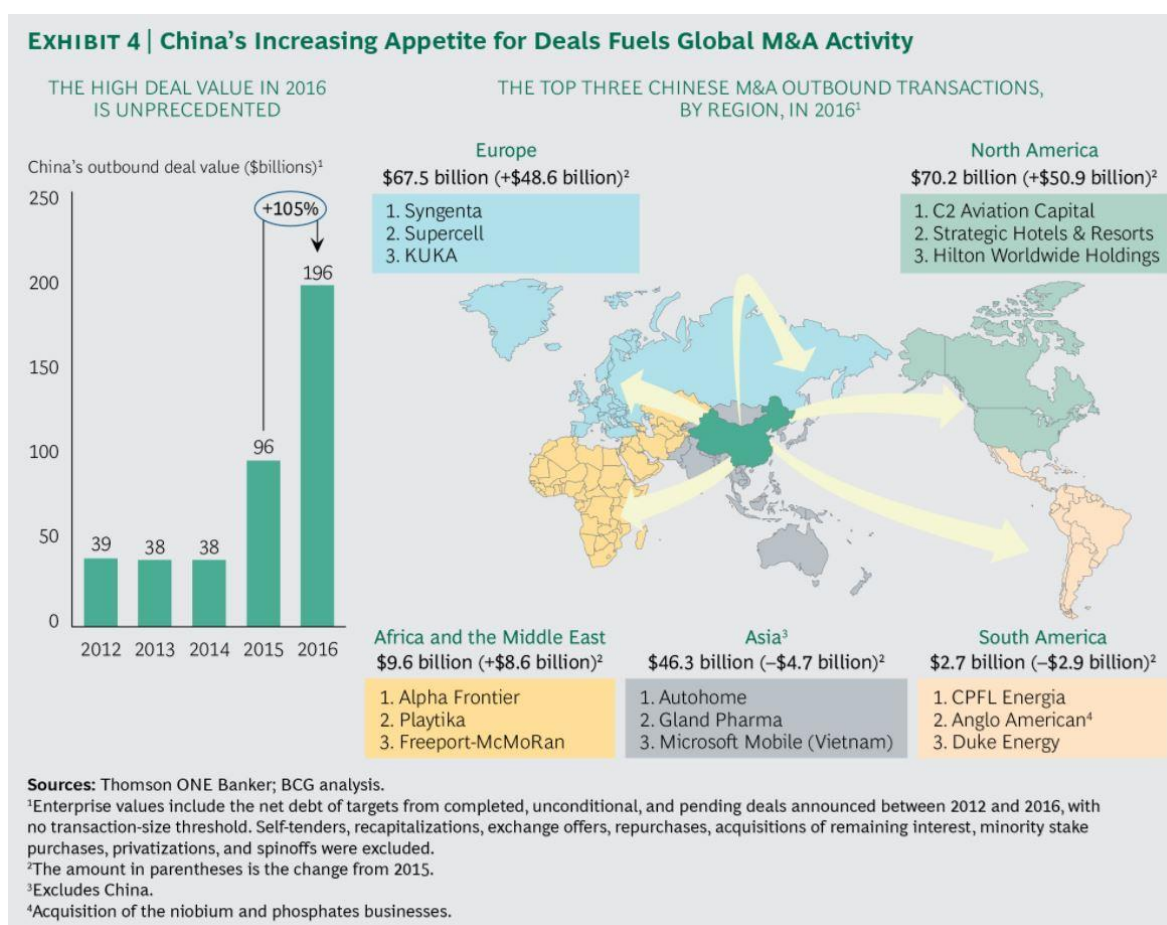 EXHIBIT 4 | China's Increasing Appetite for Deals Fuels Global M&A Activity
THE HIGH DEAL VALUE IN 2016
IS UNPRECEDENTED
China's outbound deal value ($billions)¹
250
200
150
100
50
0
+105%
39
38
38
96
196
2012 2013 2014 2015 2016
THE TOP THREE CHINESE M&A OUTBOUND TRANSACTIONS,
BY REGION, IN 2016¹
Europe
$67.5 billion (+$48.6 billion)²
1. Syngenta
2. Supercell
3. KUKA
North America
$70.2 billion (+$50.9 billion)²
1. C2 Aviation Capital
2. Strategic Hotels & Resorts
3. Hilton Worldwide Holdings
Africa and the Middle East
$9.6 billion (+$8.6 billion)²
1. Alpha Frontier
2. Playtika
3. Freeport-McMoRan
Asia³
$46.3 billion (–$4.7 billion)²
1. Autohome
2. Gland Pharma
3. Microsoft Mobile (Vietnam)
South America
$2.7 billion (–$2.9 billion)²
1. CPFL Energia
2. Anglo American⁴
3. Duke Energy
Sources: Thomson ONE Banker; BCG analysis.
¹Enterprise values include the net debt of targets from completed, unconditional, and pending deals announced between 2012 and 2016, with
no transaction-size threshold. Self-tenders, recapitalizations, exchange offers, repurchases, acquisitions of remaining interest, minority stake
purchases, privatizations, and spinoffs were excluded.
²The amount in parentheses is the change from 2015.
³Excludes China.
⁴Acquisition of the niobium and phosphates businesses.